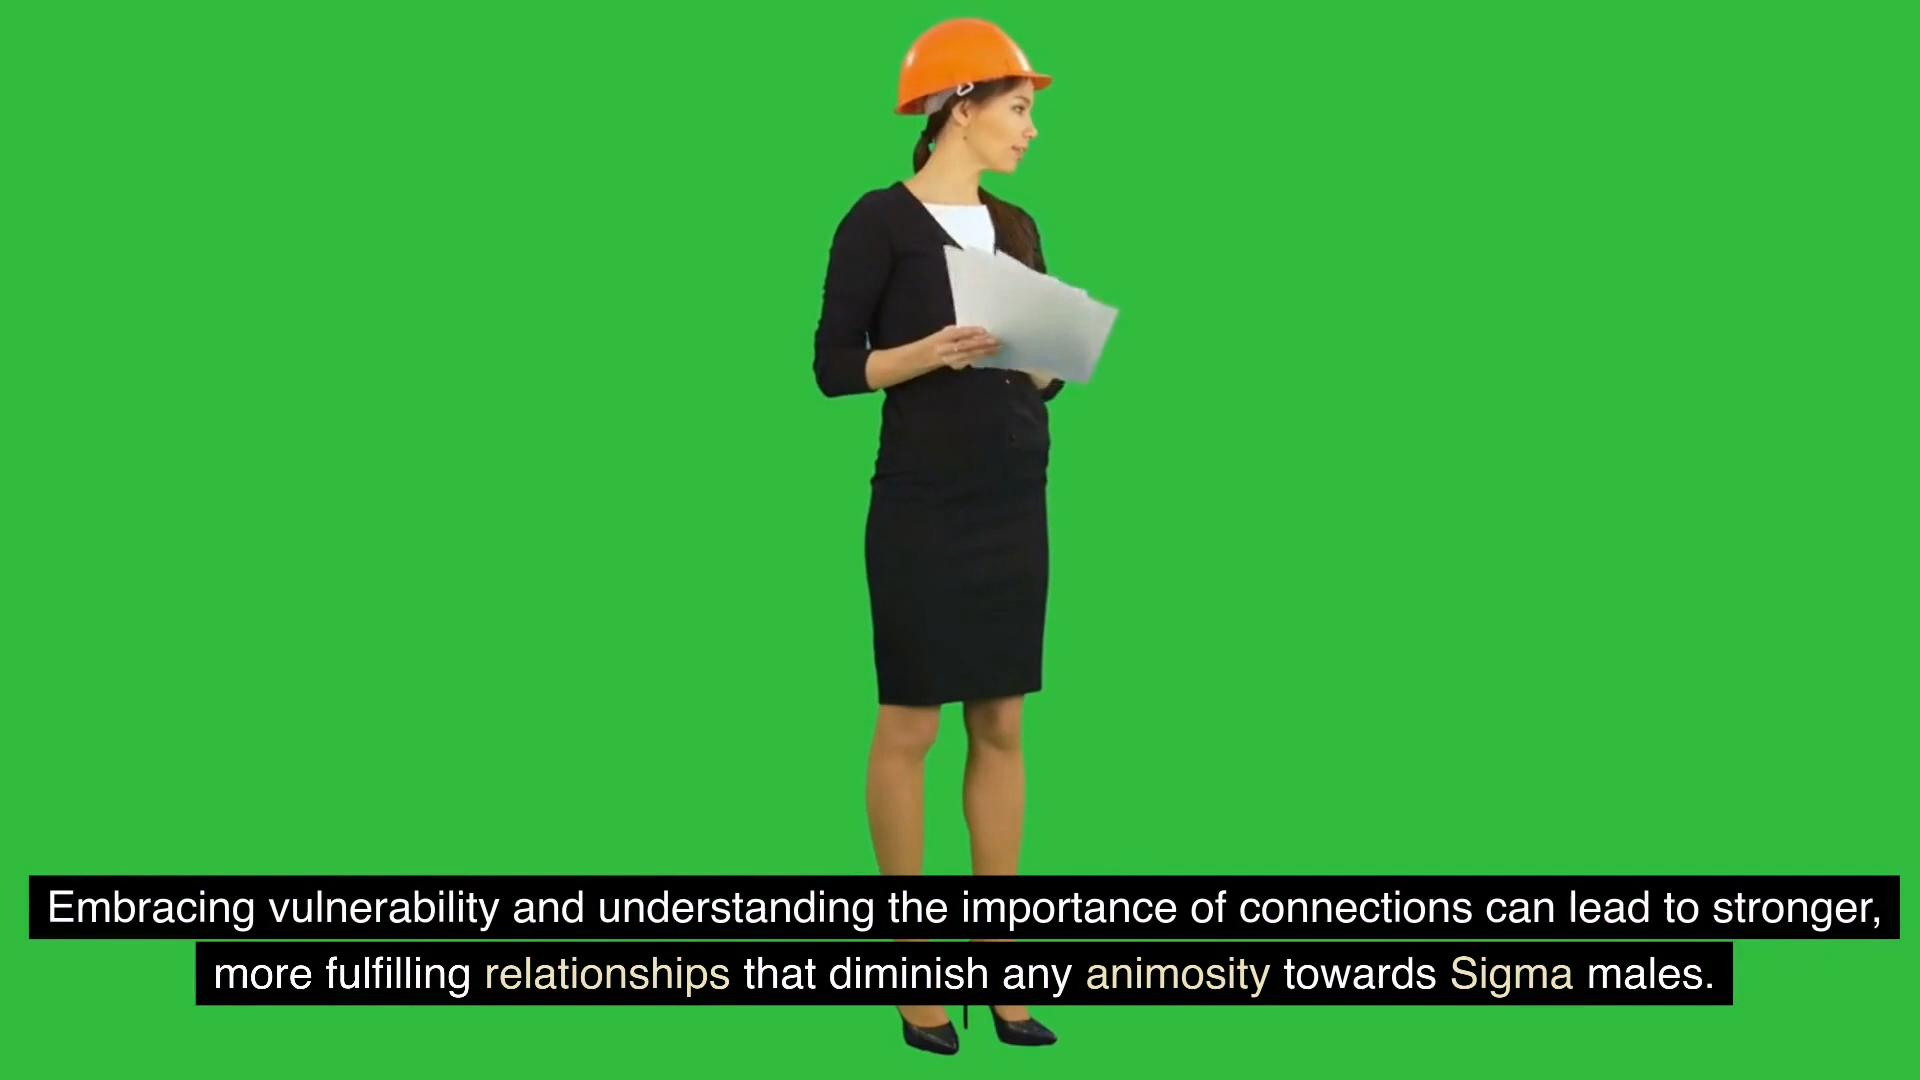 Embracing vulnerability and understanding the importance of connections can lead to stronger,
more fulfilling relationships that diminish any animosity towards Sigma males.